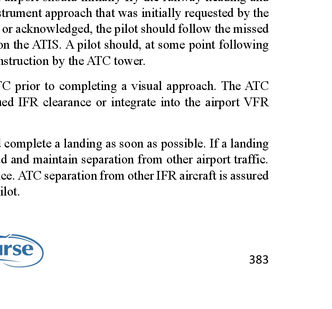 strument approach that was initially requested by the
or acknowledged, the pilot should follow the missed
on the ATIS. A pilot should, at some point following
nstruction by the ATC tower.
TC prior to completing a visual approach. The ATC
ued IFR clearance or integrate into the airport VFR
complete a landing as soon as possible. If a landing
d and maintain separation from other airport traffic.
ce. ATC separation from other IFR aircraft is assured
ilot.
urse
383